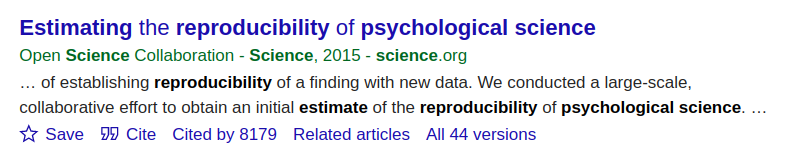 Estimating the reproducibility of psychological science
Open Science Collaboration - Science, 2015 - science.org
… of establishing reproducibility of a finding with new data. We conducted a large-scale,
collaborative effort to obtain an initial estimate of the reproducibility of psychological science. …
Save Cite Cited by 8179 Related articles All 44 versions